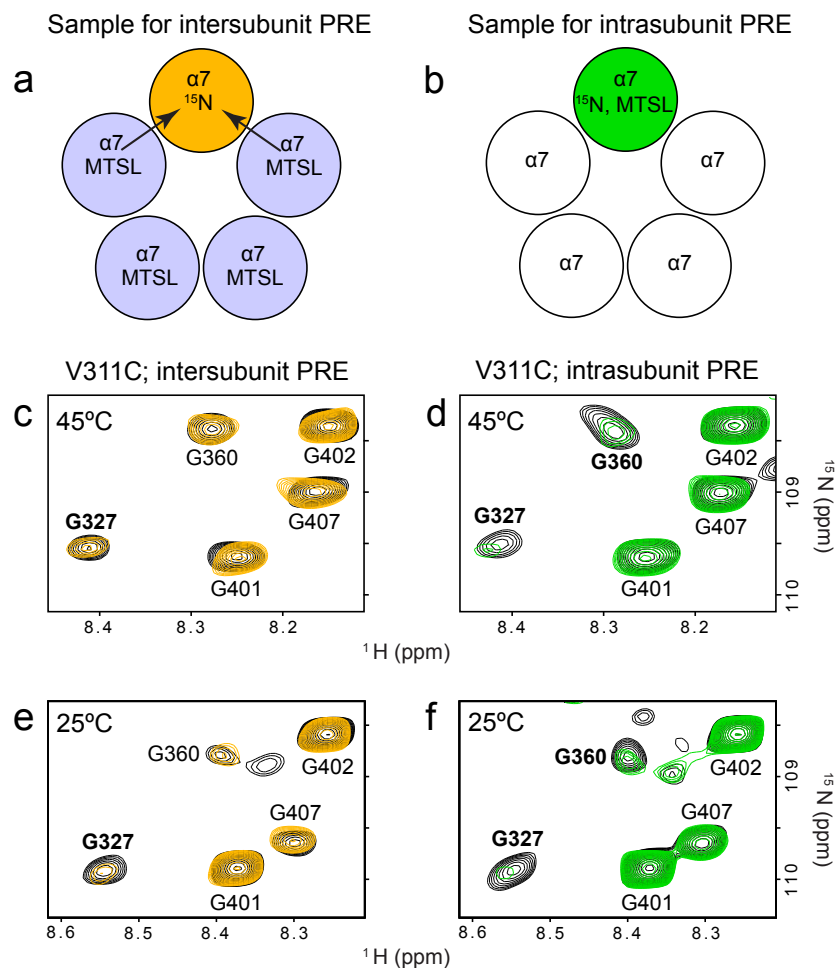 Sample for intersubunit PRE
Sample for intrasubunit PRE
a
α7
15N
α7
MTSL
α7
MTSL
α7
MTSL
α7
MTSL
b
α7
15N, MTSL
α7
α7
α7
α7
V311C; intersubunit PRE
V311C; intrasubunit PRE
c
45ºC
G360
G402
G407
G327
G401
8.4
8.3
8.2
d
45ºC
G360
G402
G407
G327
G401
8.4
8.3
8.2
109
110
15N (ppm)
1H (ppm)
e
25ºC
G360
G402
G407
G327
G401
8.6
8.5
8.4
8.3
f
25ºC
G360
G402
G407
G327
G401
8.6
8.5
8.4
8.3
109
110
15N (ppm)
1H (ppm)